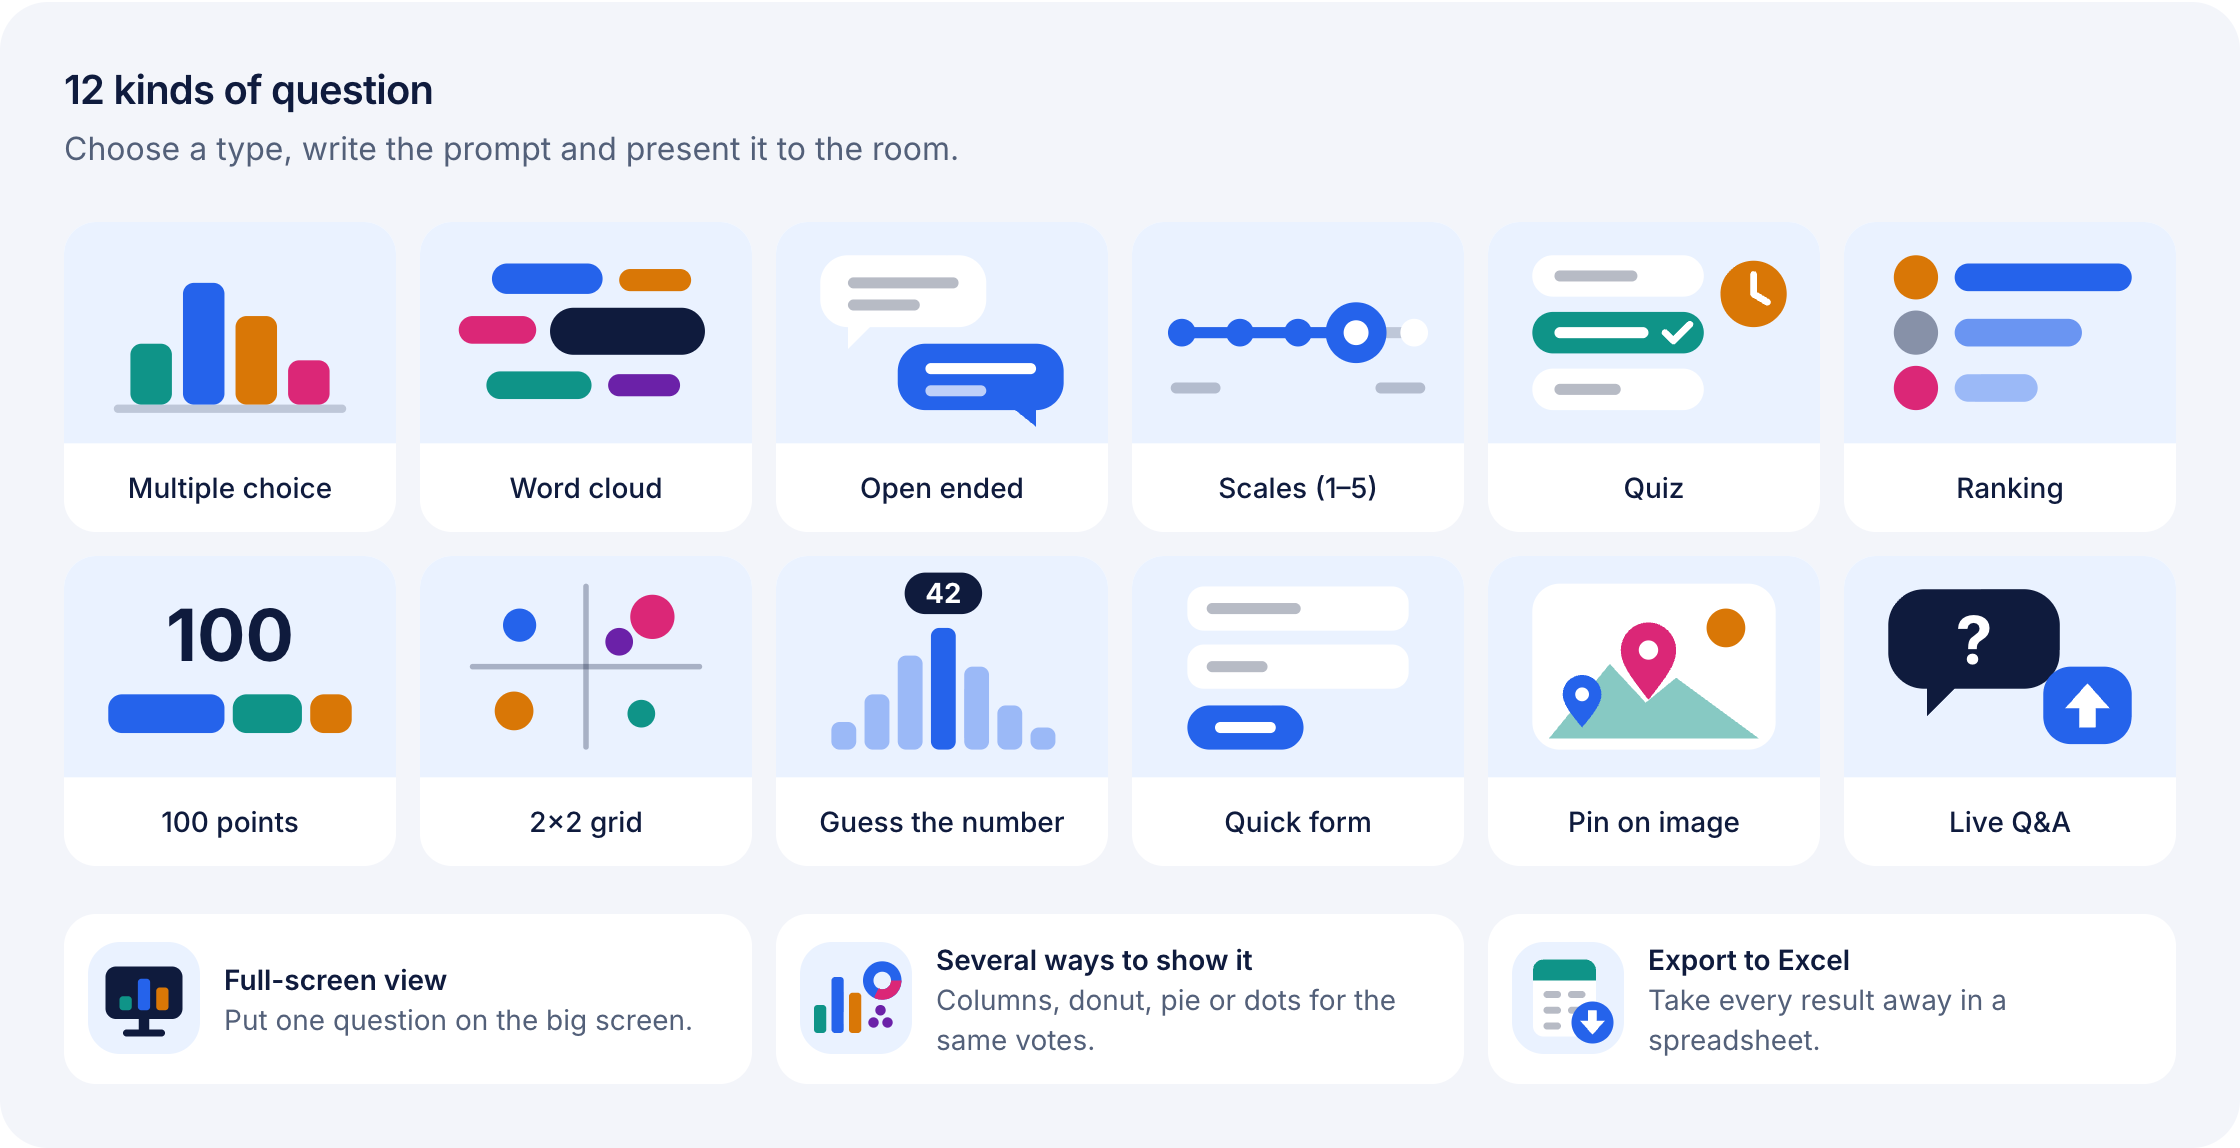 12 kinds of question
Choose a type, write the prompt and present it to the room.
Multiple choice
Word cloud
Open ended
Scales (1–5)
Quiz
Ranking
100
42
?
100 points
2×2 grid
Guess the number
Quick form
Pin on image
Live Q&A
Full-screen view
Put one question on the big screen.
Several ways to show it
Columns, donut, pie or dots for the
same votes.
Export to Excel
Take every result away in a
spreadsheet.